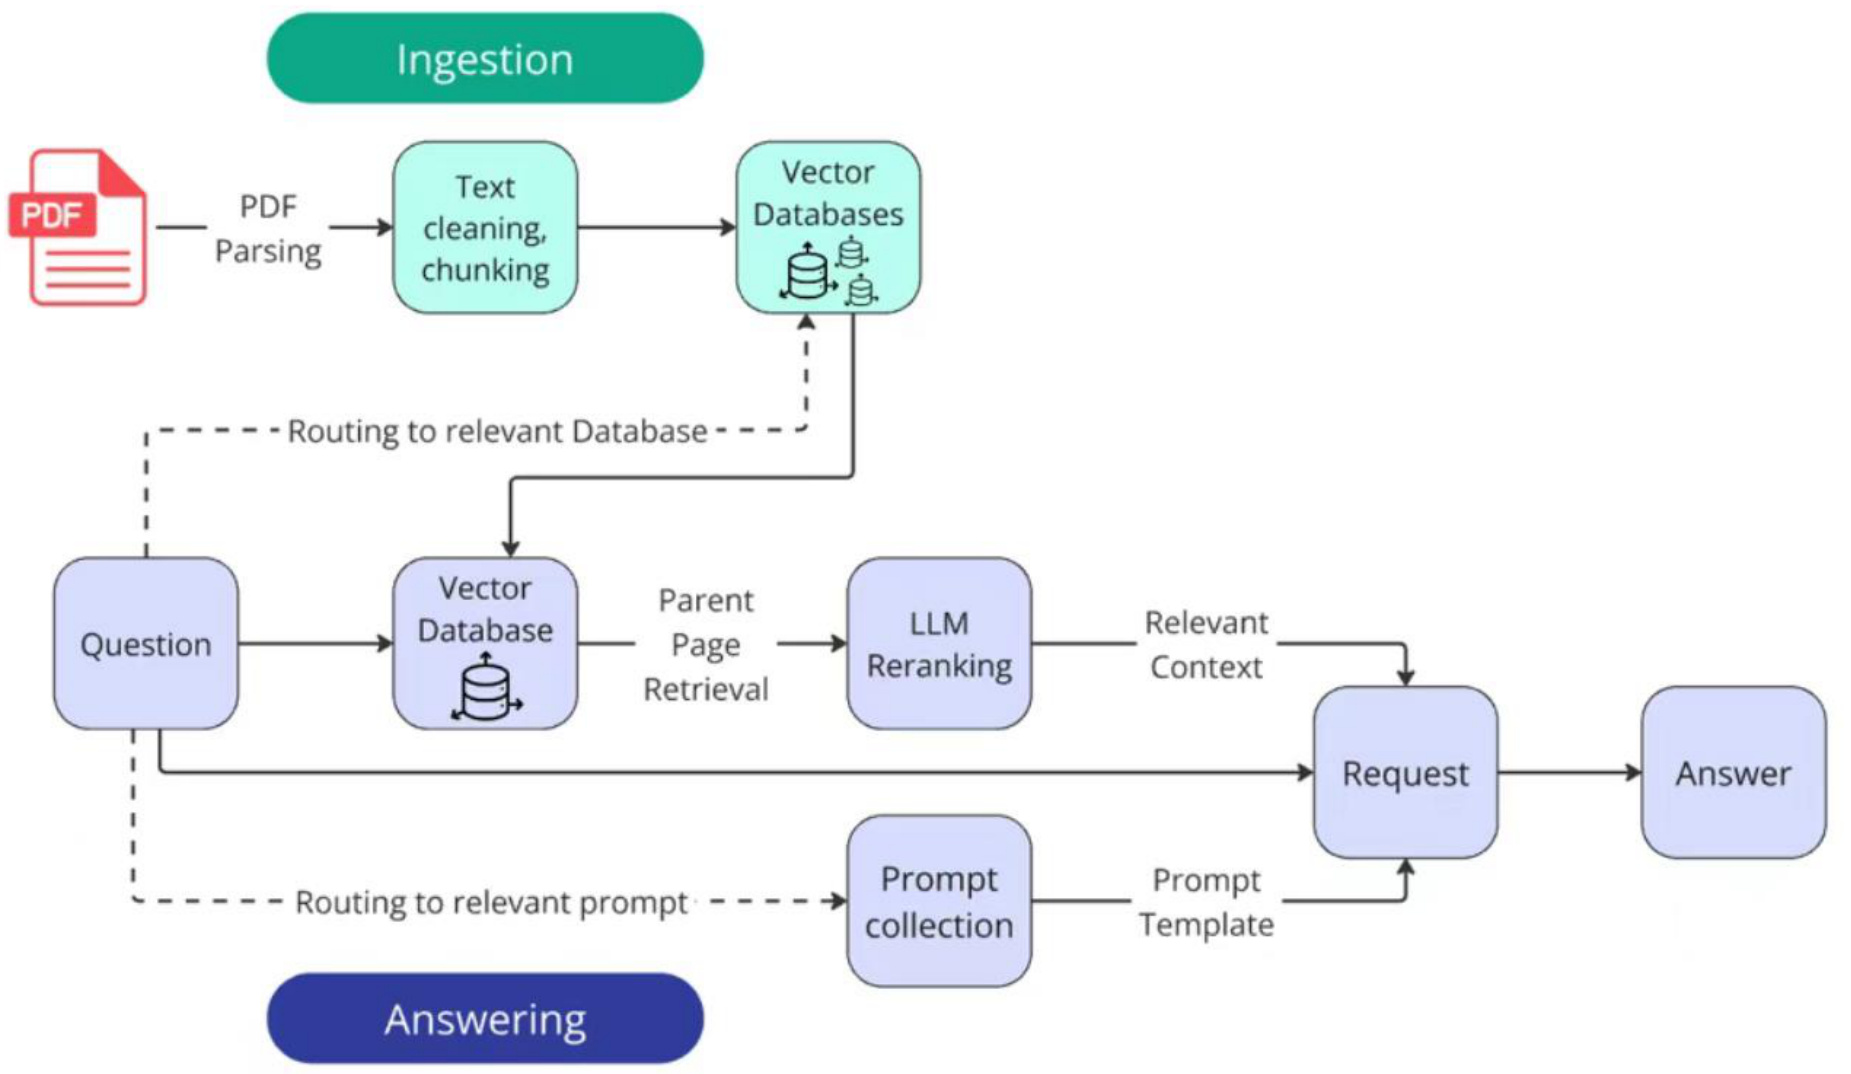 Ingestion
PDF
PDF
Parsing
Text
cleaning,
chunking
Vector
Databases
Routing to relevant Database
Question
Vector
Database
Parent
Page
Retrieval
LLM
Reranking
Relevant
Context
Request
Answer
Routing to relevant prompt
Prompt
collection
Prompt
Template
Answering